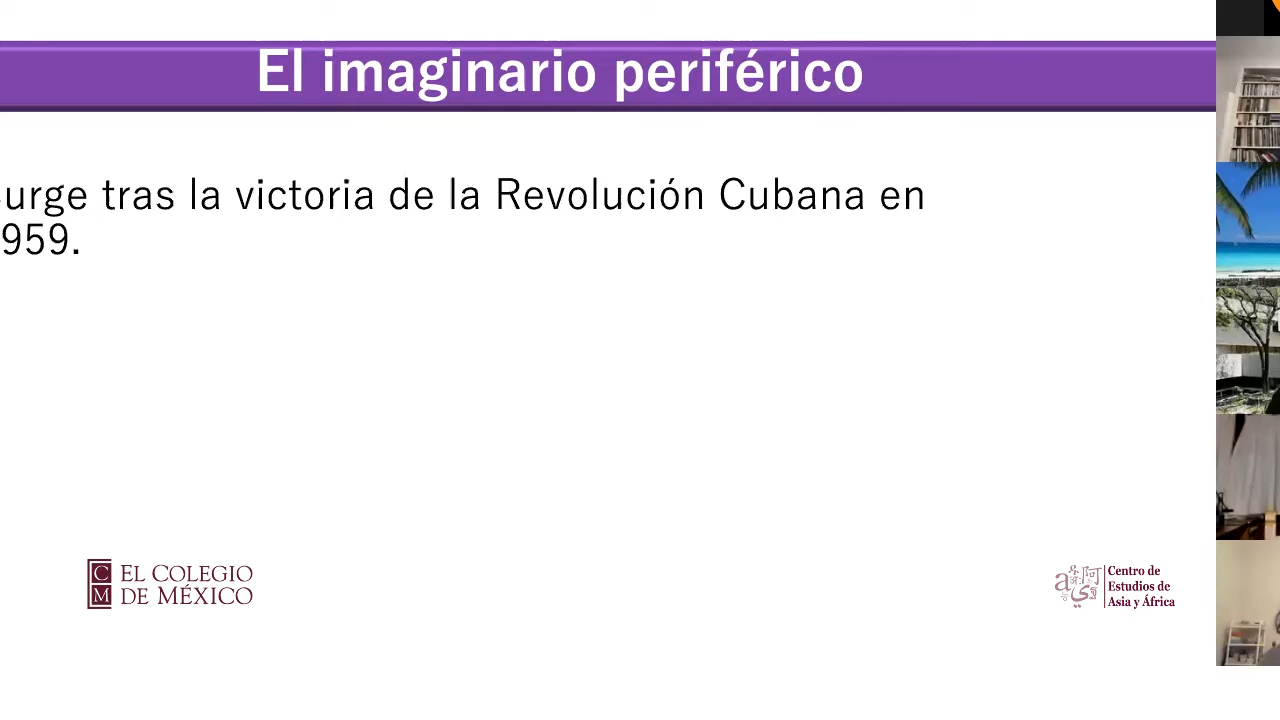 El imaginario periférico
urge tras la victoria de la Revolución Cubana en
959.
CM EL COLEGIO
DE MÉXICO
Centro de
Estudios de
Asia y África